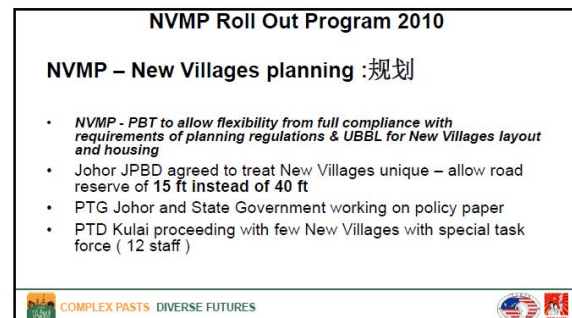 NVMP Roll Out Program 2010
NVMP – New Villages planning :规划
• NVMP - PBT to allow flexibility from full compliance with
requirements of planning regulations & UBBL for New Villages layout
and housing
• Johor JPBD agreed to treat New Villages unique – allow road
reserve of 15 ft instead of 40 ft
• PTG Johor and State Government working on policy paper
• PTD Kulai proceeding with few New Villages with special task
force ( 12 staff )
COMPLEX PASTS DIVERSE FUTURES